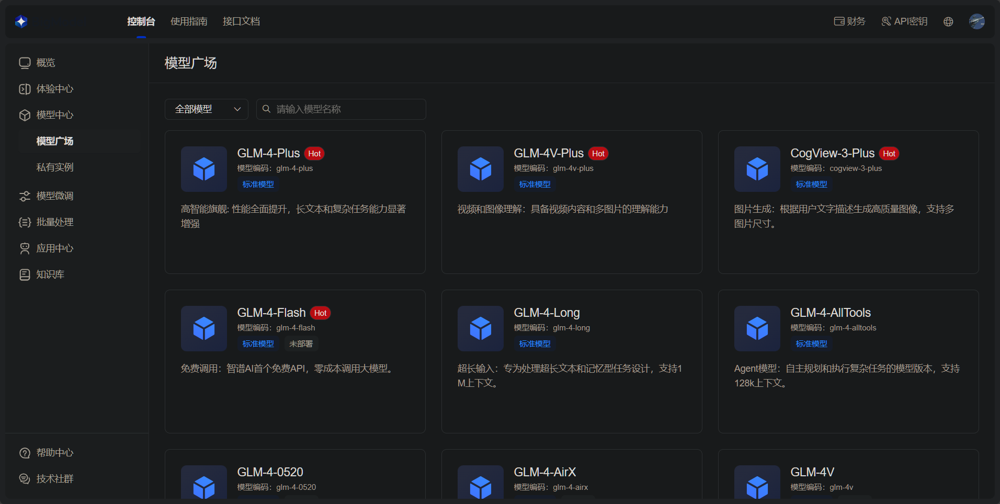 控制台
使用指南
接口文档
财务
API密钥
概览
体验中心
模型中心
模型广场
私有实例
模型微调
批量处理
应用中心
知识库
帮助中心
技术社群
模型广场
全部模型
请输入模型名称
GLM-4-Plus Hot
模型编码：glm-4-plus
标准模型
高智能旗舰: 性能全面提升，长文本和复杂任务能力显著
增强
GLM-4V-Plus Hot
模型编码：glm-4v-plus
标准模型
视频和图像理解：具备视频内容和多图片的理解能力
CogView-3-Plus Hot
模型编码：cogview-3-plus
标准模型
图片生成：根据用户文字描述生成高质量图像，支持多
图片尺寸。
GLM-4-Flash Hot
模型编码：glm-4-flash
标准模型 未部署
免费调用：智谱AI首个免费API，零成本调用大模型。
GLM-4-Long
模型编码：glm-4-long
标准模型
超长输入：专为处理超长文本和记忆型任务设计，支持1
M上下文。
GLM-4-AllTools
模型编码：glm-4-alltools
标准模型
Agent模型：自主规划和执行复杂任务的模型版本，支持
128k上下文。
GLM-4-0520
模型编码：glm-4-0520
GLM-4-AirX
模型编码：glm-4-airx
GLM-4V
模型编码：glm-4v